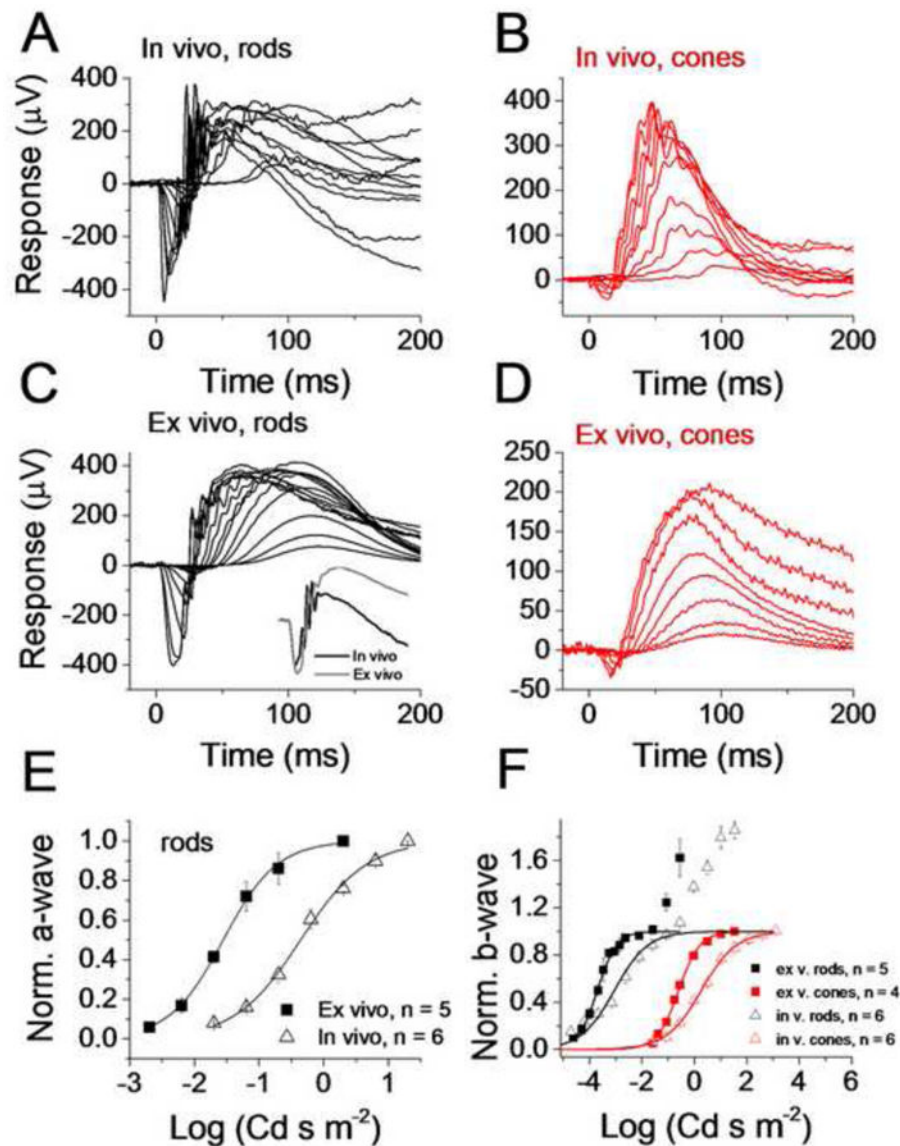 A
In vivo, rods
Response (μV)
400
200
0
-200
-400
0
100
200
Time (ms)
B
In vivo, cones
400
300
200
100
0
0
100
200
Time (ms)
C
Ex vivo, rods
Response (μV)
400
200
0
-200
-400
In vivo
Ex vivo
0
100
200
Time (ms)
D
Ex vivo, cones
250
200
150
100
50
0
-50
0
100
200
Time (ms)
E
rods
Norm. a-wave
1.0
0.8
0.6
0.4
0.2
0.0
Ex vivo, n = 5
In vivo, n = 6
-3
-2
-1
0
1
Log (Cd s m⁻²)
F
Norm. b-wave
1.6
1.2
0.8
0.4
0.0
ex v. rods, n = 5
ex v. cones, n = 4
in v. rods, n = 6
in v. cones, n = 6
-4
-2
0
2
4
6
Log (Cd s m⁻²)